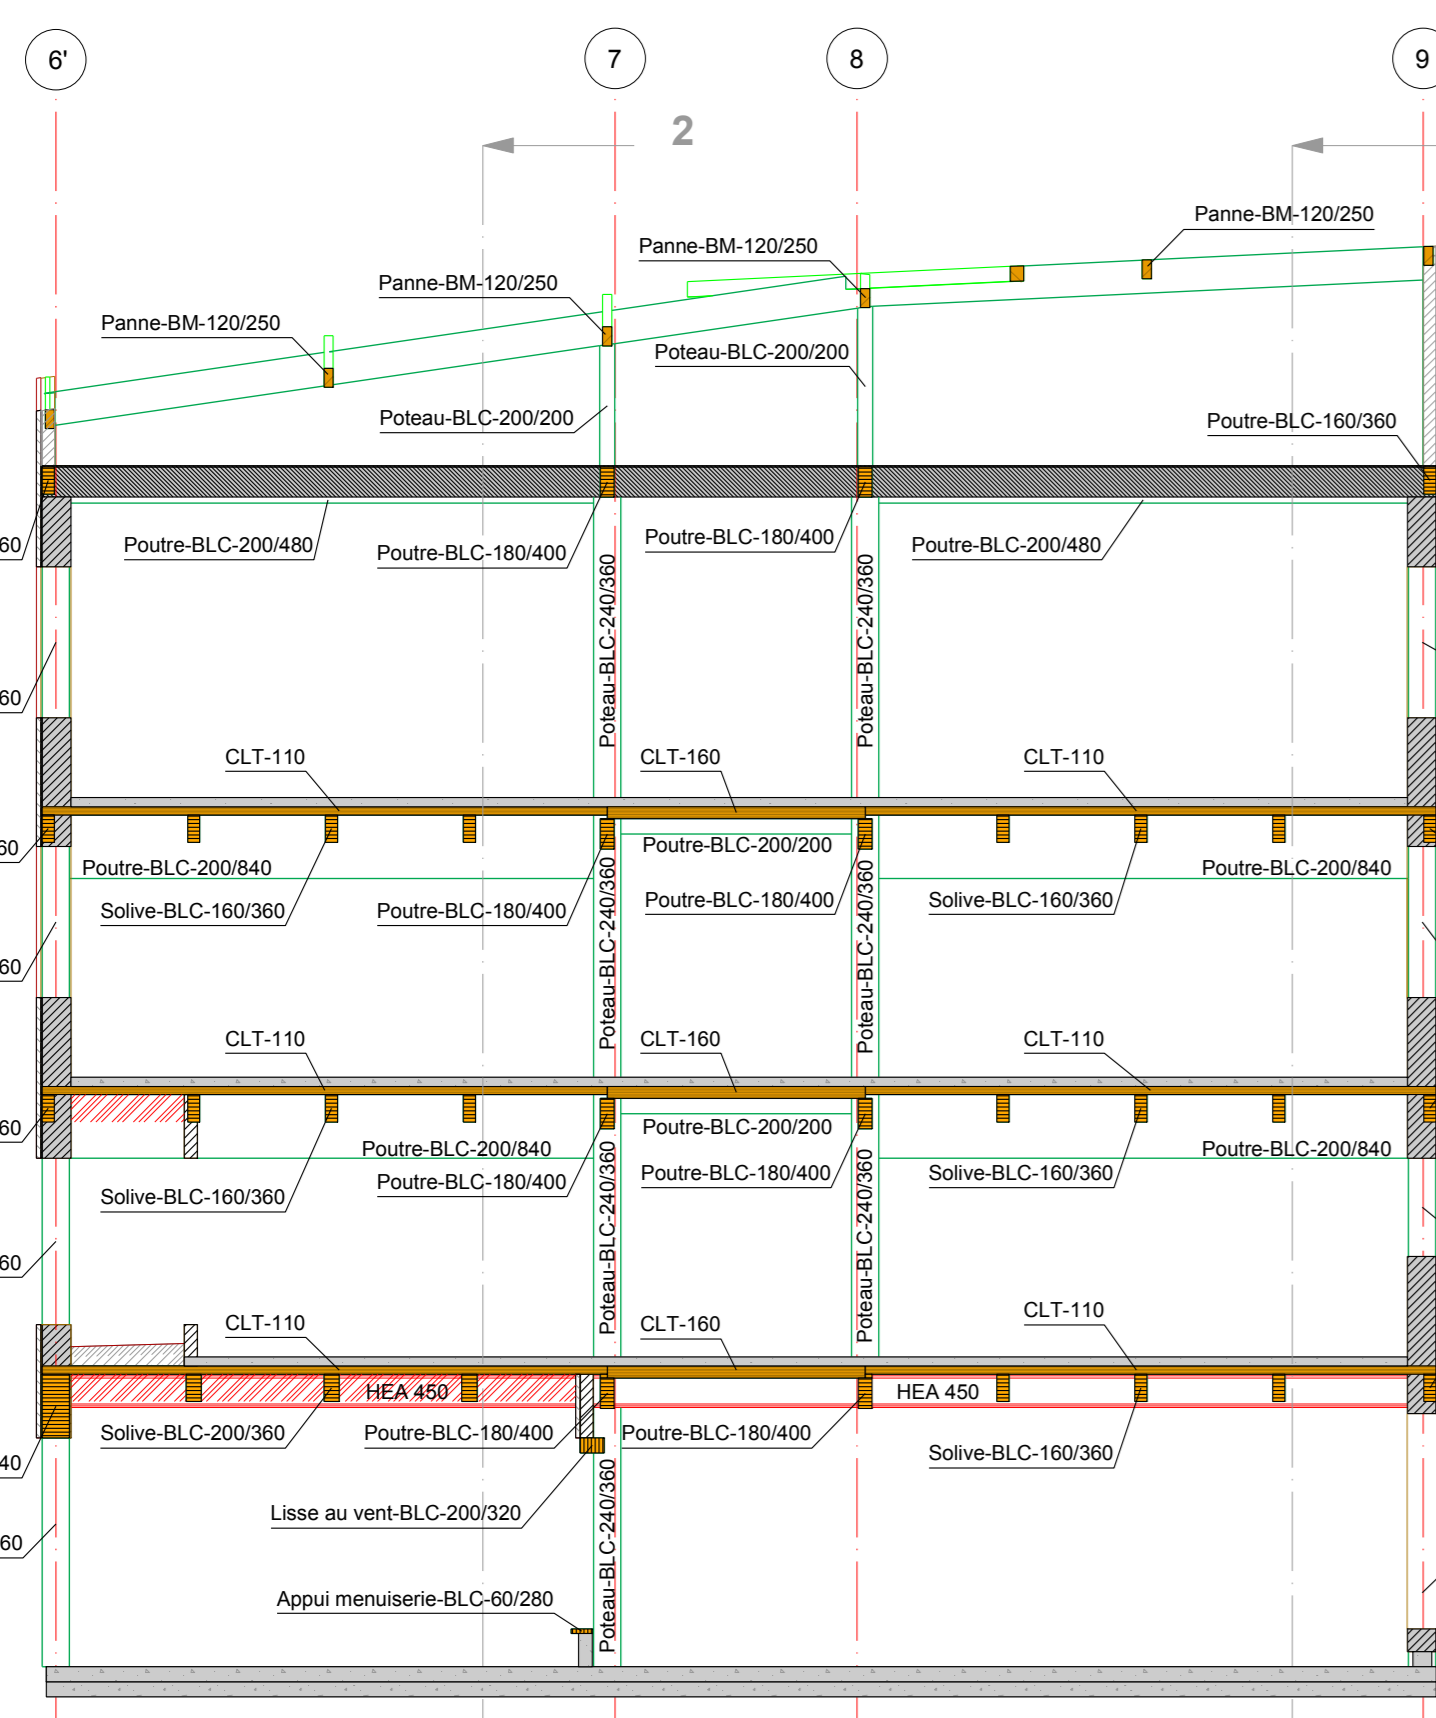 6'
7
8
9
2
Panne-BM-120/250
Panne-BM-120/250
Panne-BM-120/250
Panne-BM-120/250
Poteau-BLC-200/200
Poteau-BLC-200/200
Poutre-BLC-160/360
60
Poutre-BLC-200/480
Poutre-BLC-180/400
Poutre-BLC-180/400
Poutre-BLC-200/480
Poteau-BLC-240/360
Poteau-BLC-240/360
60
CLT-110
CLT-160
CLT-110
60
Poutre-BLC-200/840
Poutre-BLC-200/200
Poutre-BLC-200/840
Solive-BLC-160/360
Poutre-BLC-180/400
Poutre-BLC-180/400
Solive-BLC-160/360
Poteau-BLC-240/360
Poteau-BLC-240/360
60
CLT-110
CLT-160
CLT-110
60
Poutre-BLC-200/840
Poutre-BLC-200/200
Poutre-BLC-200/840
Solive-BLC-160/360
Poutre-BLC-180/400
Poutre-BLC-180/400
Solive-BLC-160/360
Poteau-BLC-240/360
Poteau-BLC-240/360
60
CLT-110
CLT-160
CLT-110
HEA 450
HEA 450
Solive-BLC-200/360
Poutre-BLC-180/400
Poutre-BLC-180/400
Solive-BLC-160/360
40
Lisse au vent-BLC-200/320
Poteau-BLC-240/360
60
Appui menuiserie-BLC-60/280